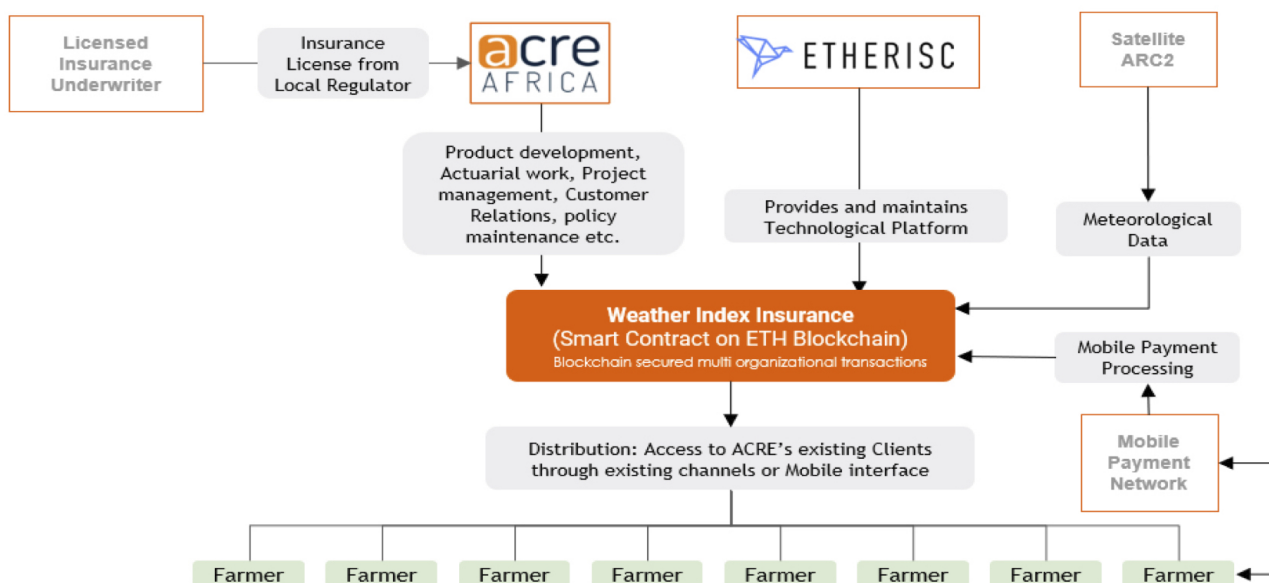 Licensed
Insurance
Underwriter
Insurance
License from
Local Regulator
acre
AFRICA
ETHERISC
Satellite
ARC2
Product development,
Actuarial work, Project
management, Customer
Relations, policy
maintenance etc.
Provides and maintains
Technological Platform
Meteorological
Data
Weather Index Insurance
(Smart Contract on ETH Blockchain)
Blockchain secured multi organizational transactions
Mobile Payment
Processing
Distribution: Access to ACRE's existing Clients
through existing channels or Mobile interface
Mobile
Payment
Network
Farmer
Farmer
Farmer
Farmer
Farmer
Farmer
Farmer
Farmer